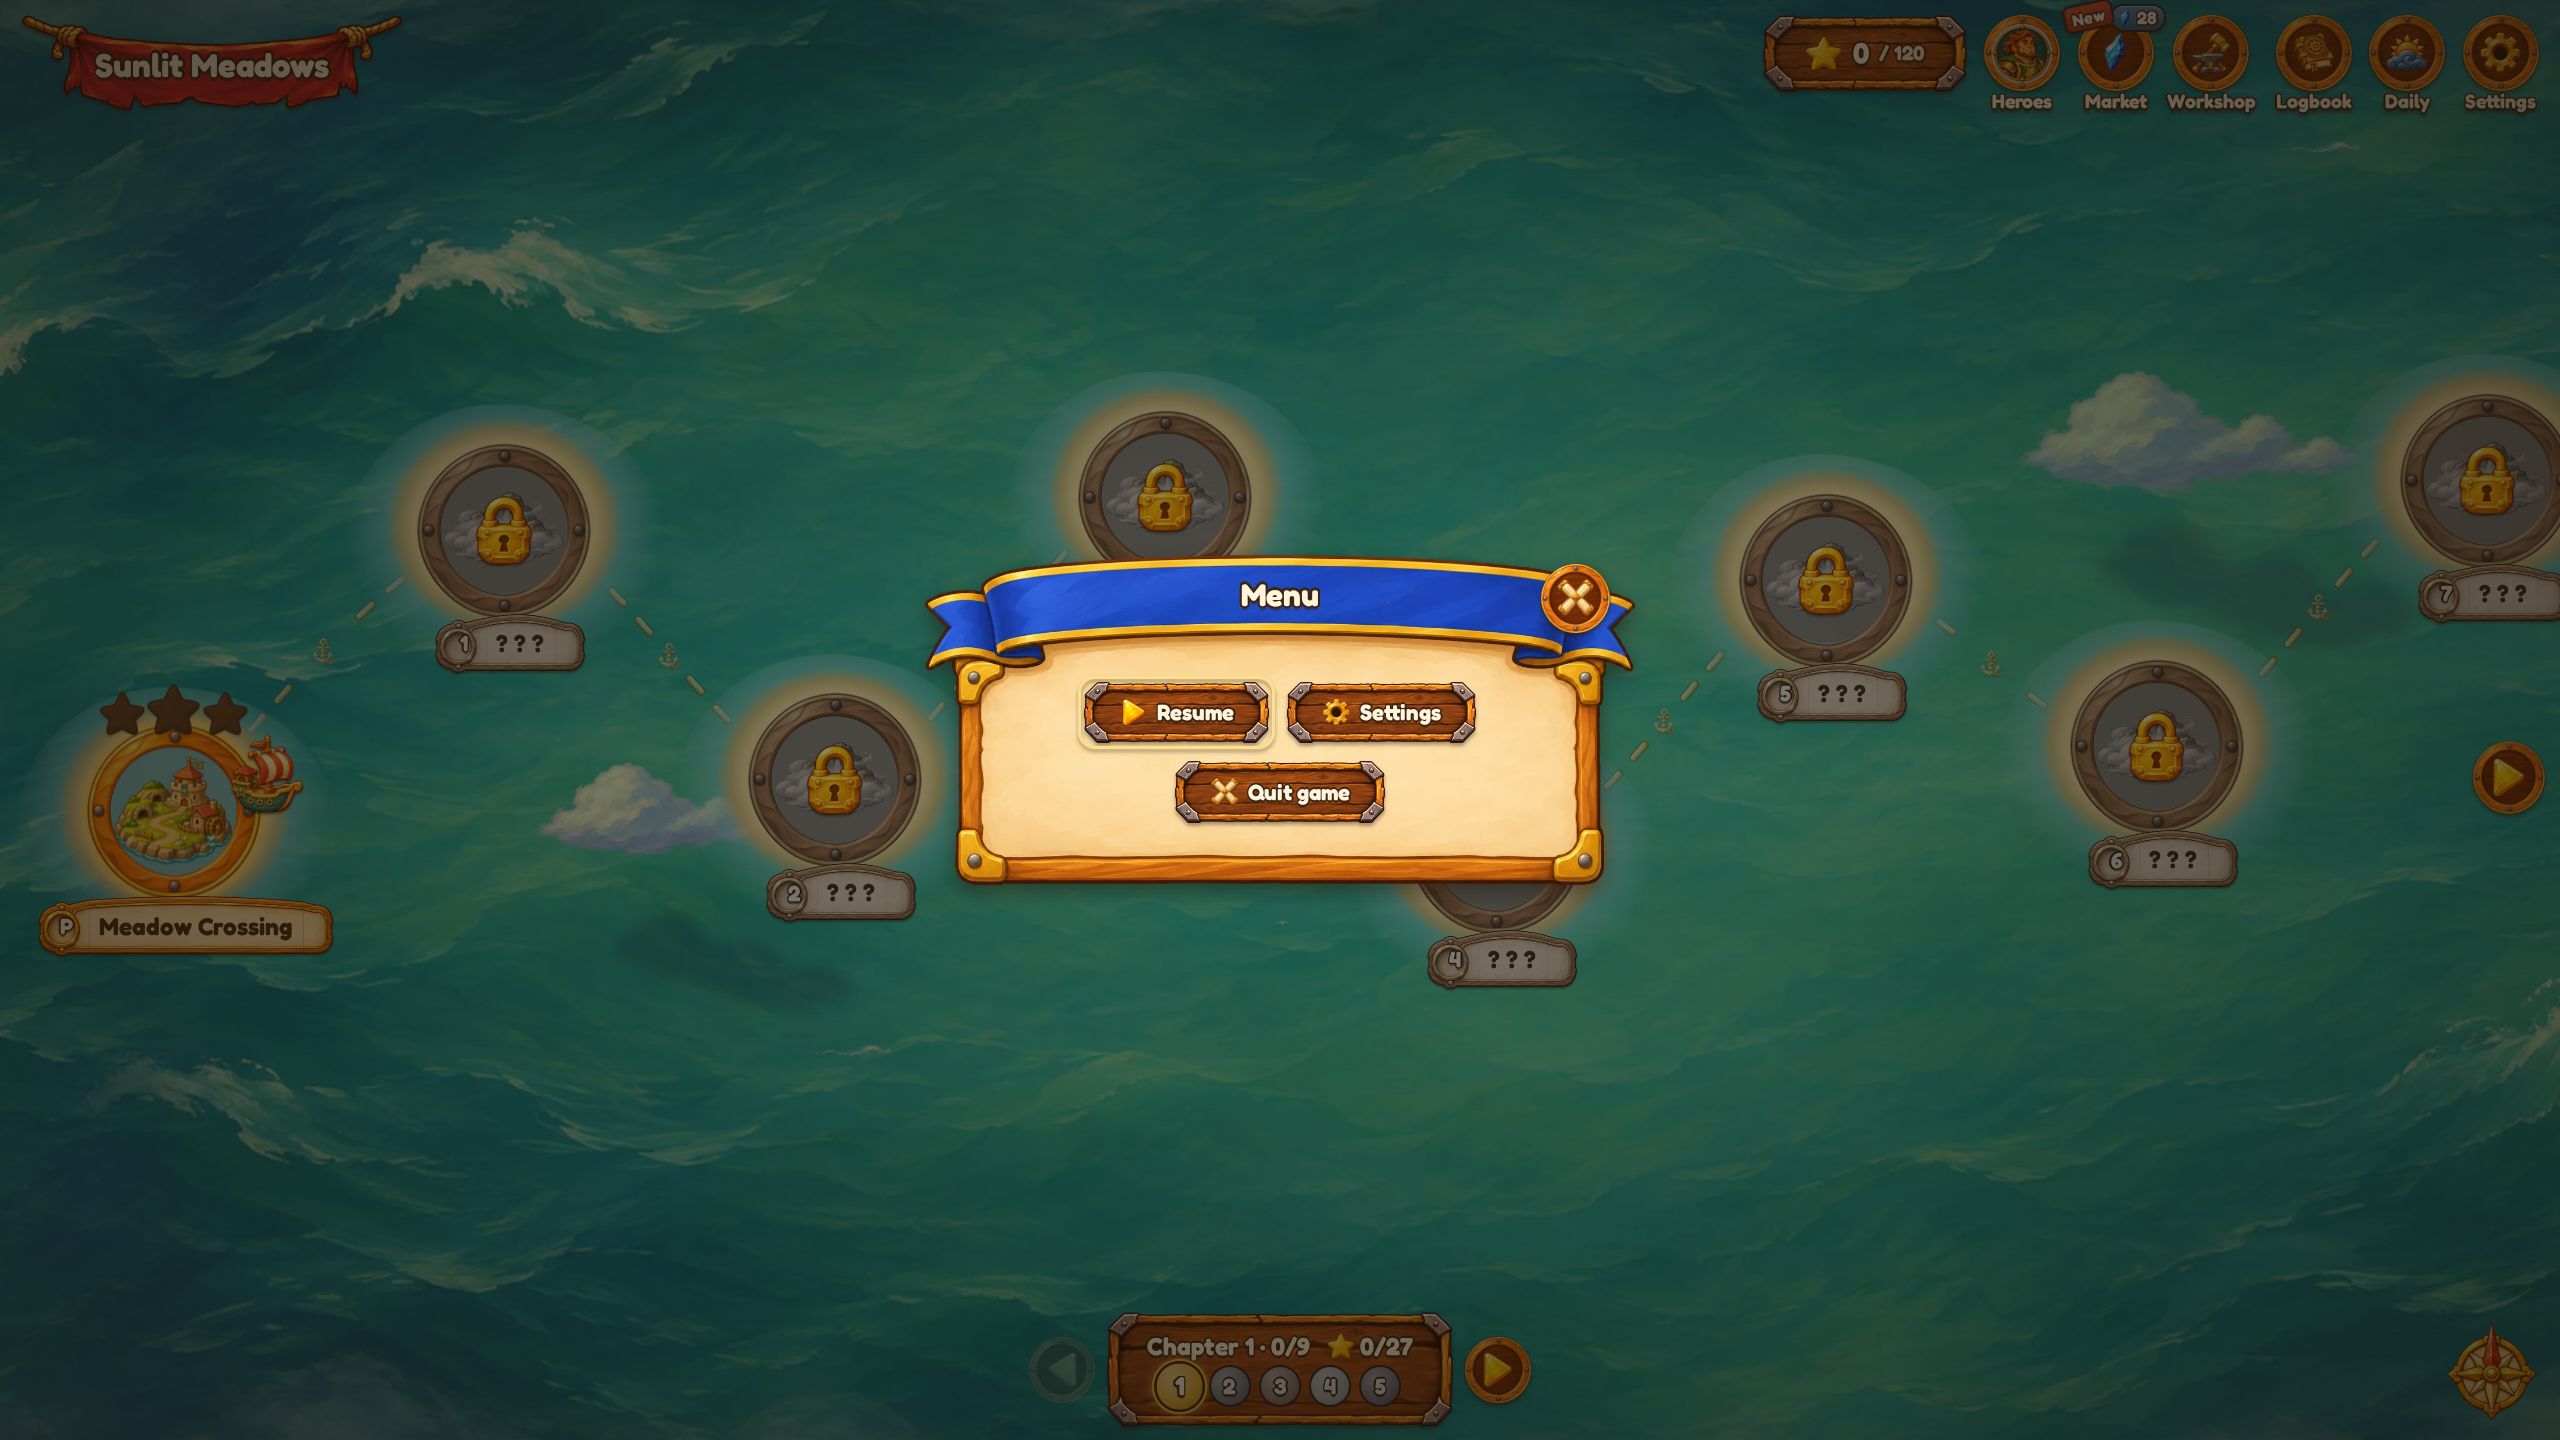 Sunlit Meadows
0 / 120
New
28
Heroes
Market
Workshop
Logbook
Daily
Settings
7 ???
Menu
1 ???
Resume
Settings
5 ???
Quit game
6 ???
2 ???
P Meadow Crossing
4 ???
Chapter 1 · 0/9 0/27
1 2 3 4 5